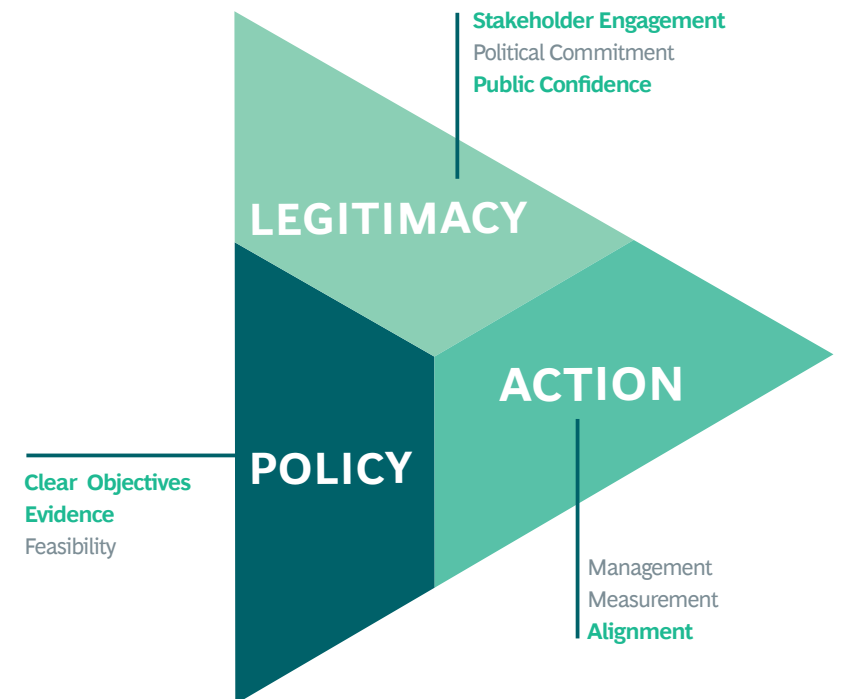 Stakeholder Engagement
Political Commitment
Public Confidence
LEGITIMACY
ACTION
POLICY
Clear Objectives
Evidence
Feasibility
Management
Measurement
Alignment